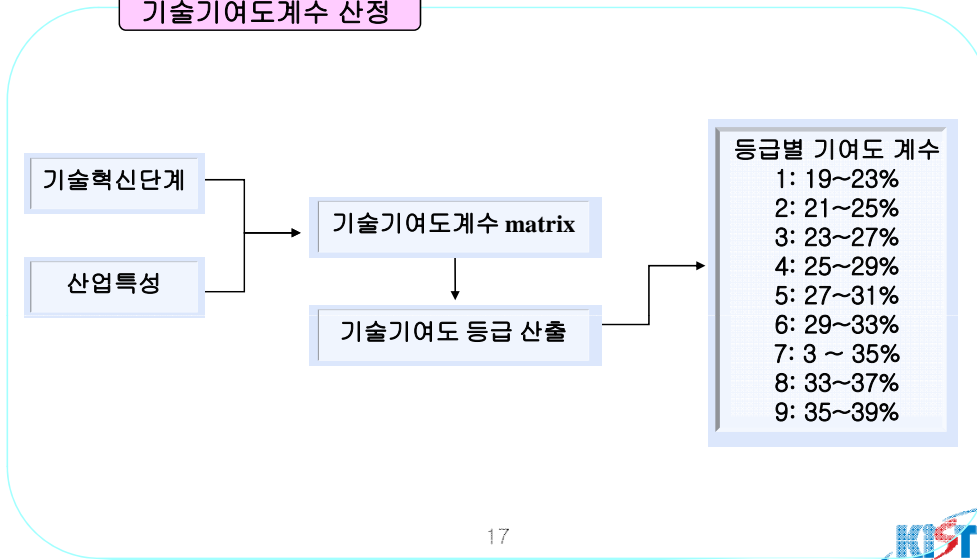 기술기여도계수 산정
기술혁신단계
산업특성
기술기여도계수 matrix
기술기여도 등급 산출
등급별 기여도 계수
1: 19~23%
2: 21~25%
3: 23~27%
4: 25~29%
5: 27~31%
6: 29~33%
7: 3 ~ 35%
8: 33~37%
9: 35~39%
17
KIST